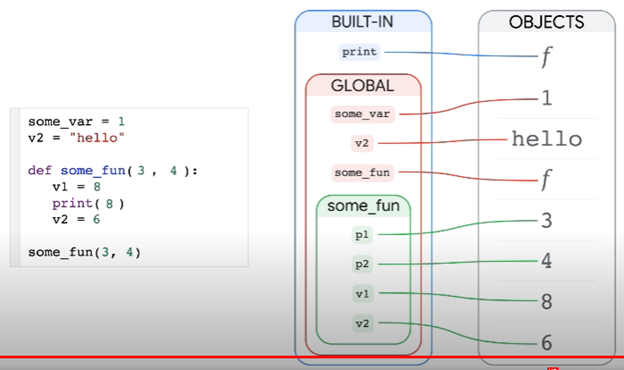 some_var = 1
v2 = "hello"
def some_fun( 3 , 4 ):
v1 = 8
print( 8 )
v2 = 6
some_fun(3, 4)
BUILT-IN
print
GLOBAL
some_var
v2
some_fun
some_fun
p1
p2
v1
v2
OBJECTS
f
1
hello
f
3
4
8
6